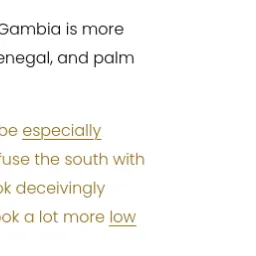 Gambia is more
enegal, and palm
be especially
fuse the south with
ok deceivingly
ook a lot more low